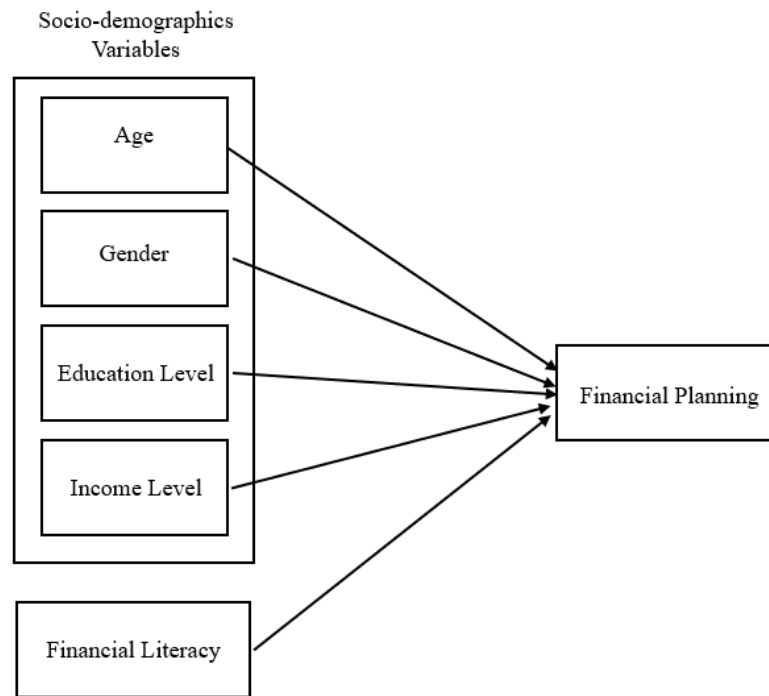 Socio-demographics
Variables
Age
Gender
Education Level
Income Level
Financial Literacy
Financial Planning